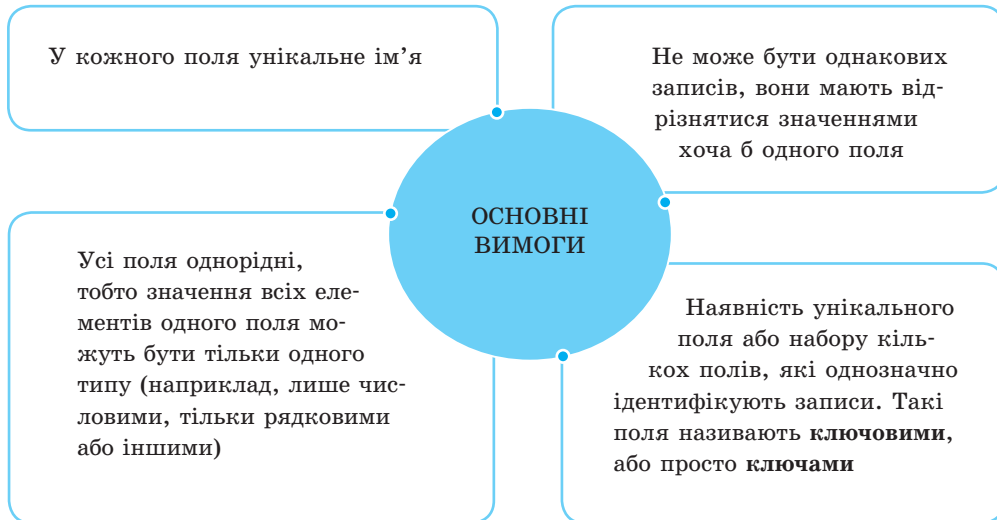 У кожного поля унікальне ім’я
Не може бути однакових
записів, вони мають від-
різнятися значеннями
хоча б одного поля
ОСНОВНІ
ВИМОГИ
Усі поля однорідні,
тобто значення всіх еле-
ментів одного поля мо-
жуть бути тільки одного
типу (наприклад, лише чис-
ловими, тільки рядковими
або іншими)
Наявність унікального
поля або набору кіль-
кох полів, які однозначно
ідентифікують записи. Такі
поля називають ключовими,
або просто ключами